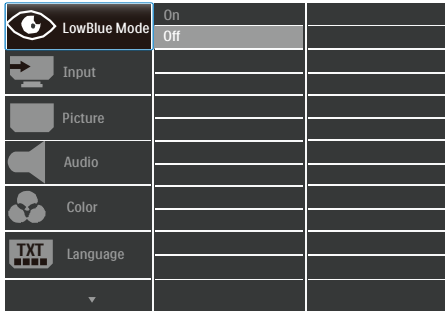 LowBlue Mode
On
Off
Input
Picture
Audio
Color
TXT
Language